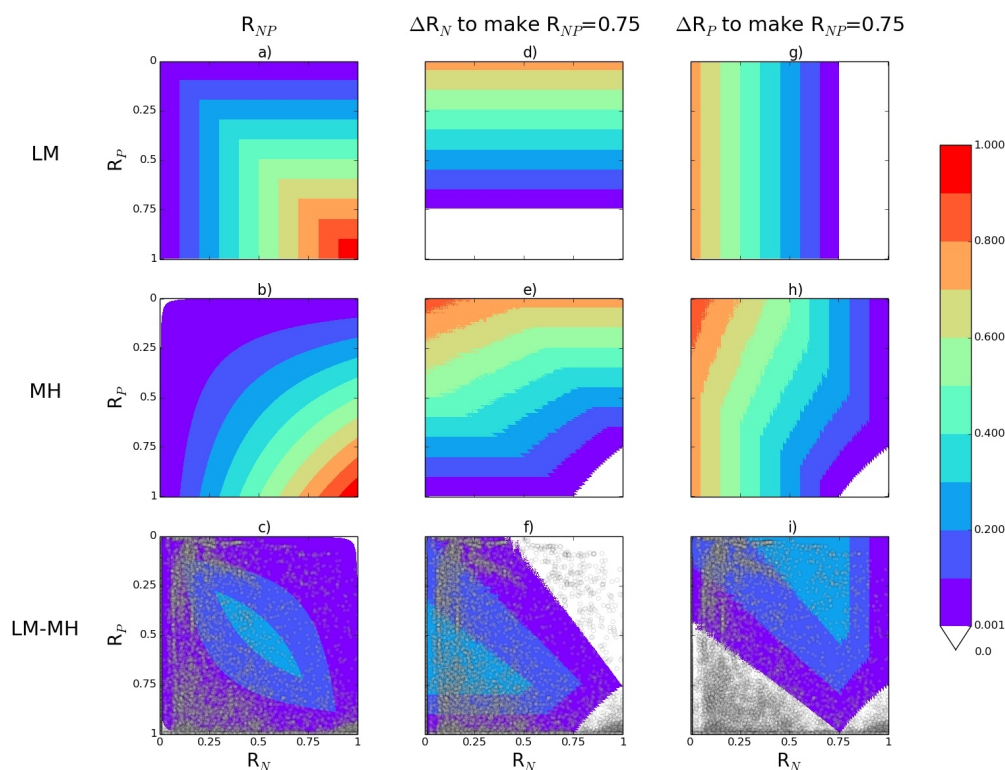 R_NP
ΔR_N to make R_NP=0.75
ΔR_P to make R_NP=0.75
a)
d)
g)
LM
R_P
0
0.25
0.5
0.75
1
b)
e)
h)
MH
R_P
0
0.25
0.5
0.75
1
c)
f)
i)
LM-MH
R_P
0
0.25
0.5
0.75
1
0 0.25 0.5 0.75 1
0 0.25 0.5 0.75 1
0 0.25 0.5 0.75 1
R_N
R_N
R_N
1.000
0.800
0.600
0.400
0.200
0.001
0.0